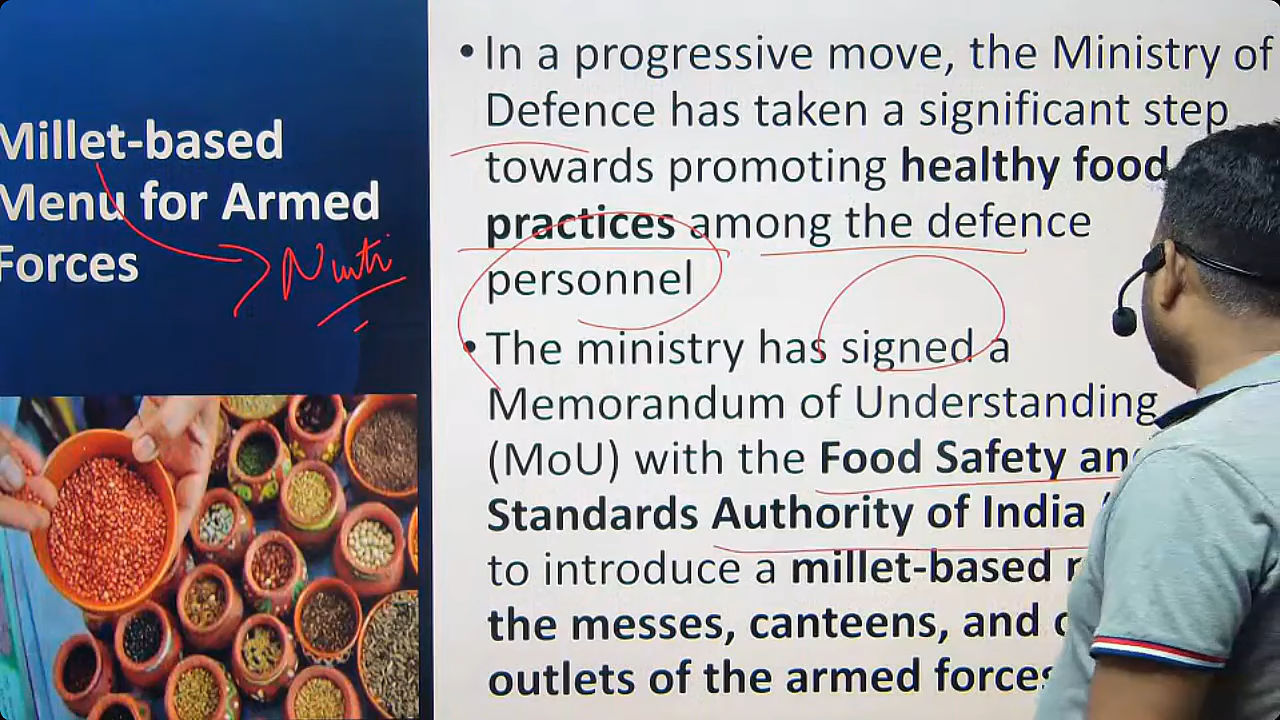 Millet-based
Menu for Armed
Forces
Nutri
• In a progressive move, the Ministry of
Defence has taken a significant step
towards promoting healthy food
practices among the defence
personnel
• The ministry has signed a
Memorandum of Understanding
(MoU) with the Food Safety an
Standards Authority of India
to introduce a millet-based
the messes, canteens, and
outlets of the armed forces